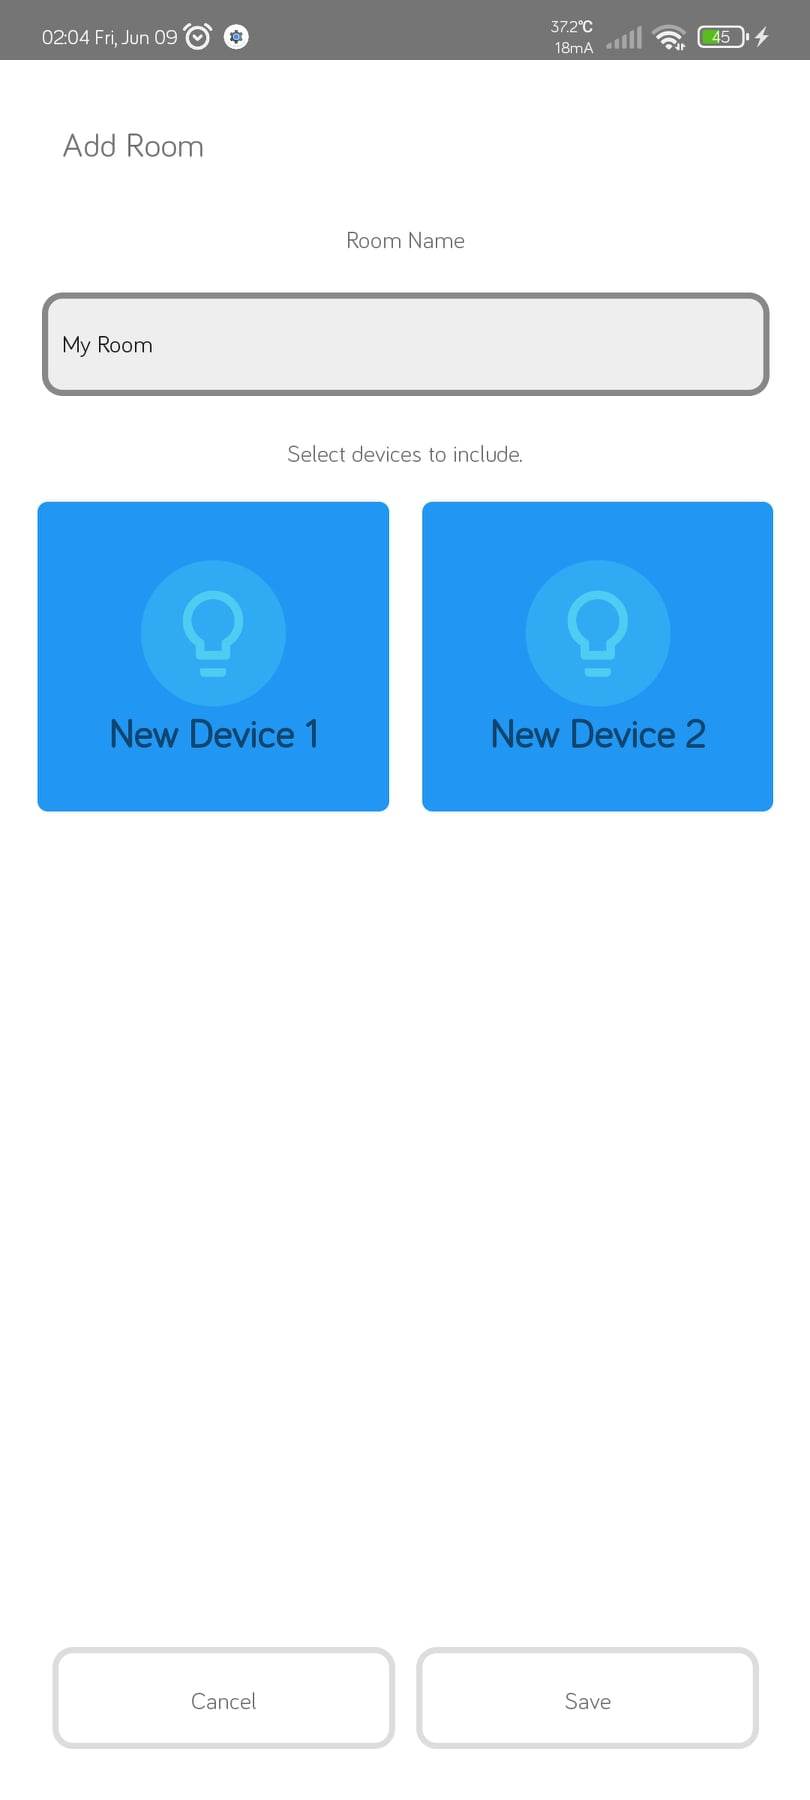 02:04 Fri, Jun 09
37.2℃
18mA
45
Add Room
Room Name
My Room
Select devices to include.
New Device 1
New Device 2
Cancel
Save